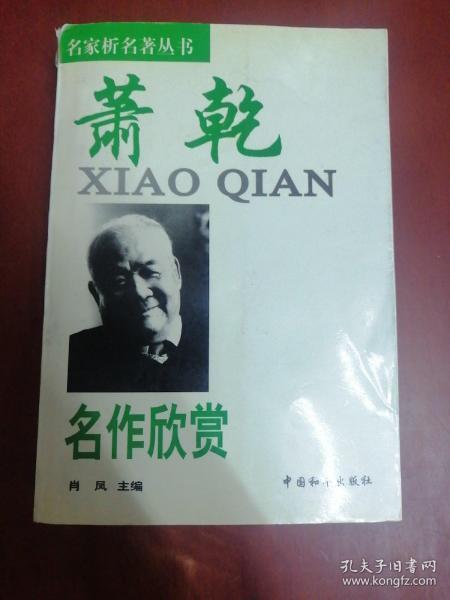 名家析名著丛书
萧乾
XIAO QIAN
名作欣赏
肖凤 主编
中国和平出版社
孔夫子旧书网
www.kongfz.com